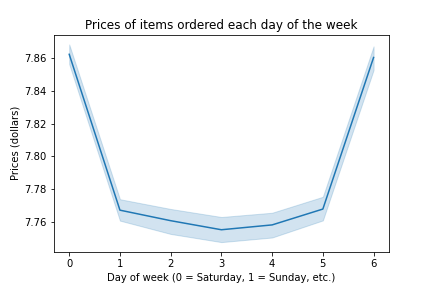 Prices of items ordered each day of the week
Prices (dollars)
7.86
7.84
7.82
7.80
7.78
7.76
0 1 2 3 4 5 6
Day of week (0 = Saturday, 1 = Sunday, etc.)